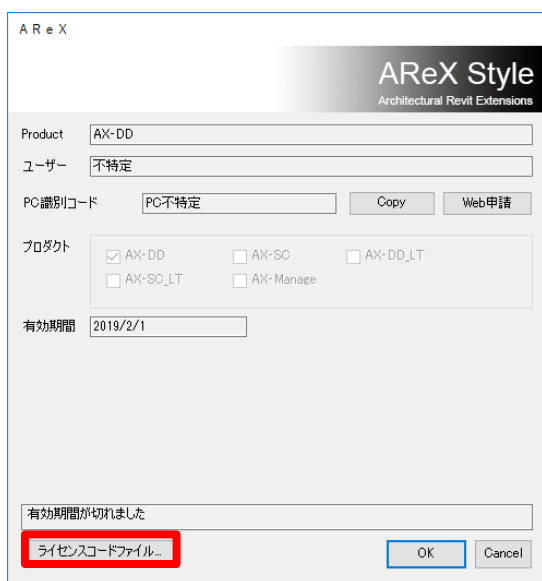 AReX
AReX Style
Architectural Revit Extensions
Product AX-DD
ユーザー 不特定
PC識別コード PC不特定 Copy Web申請
プロダクト
AX-DD AX-SC AX-DD_LT
AX-SC_LT AX-Manage
有効期間 2019/2/1
有効期間が切れました
ライセンスコードファイル...
OK Cancel